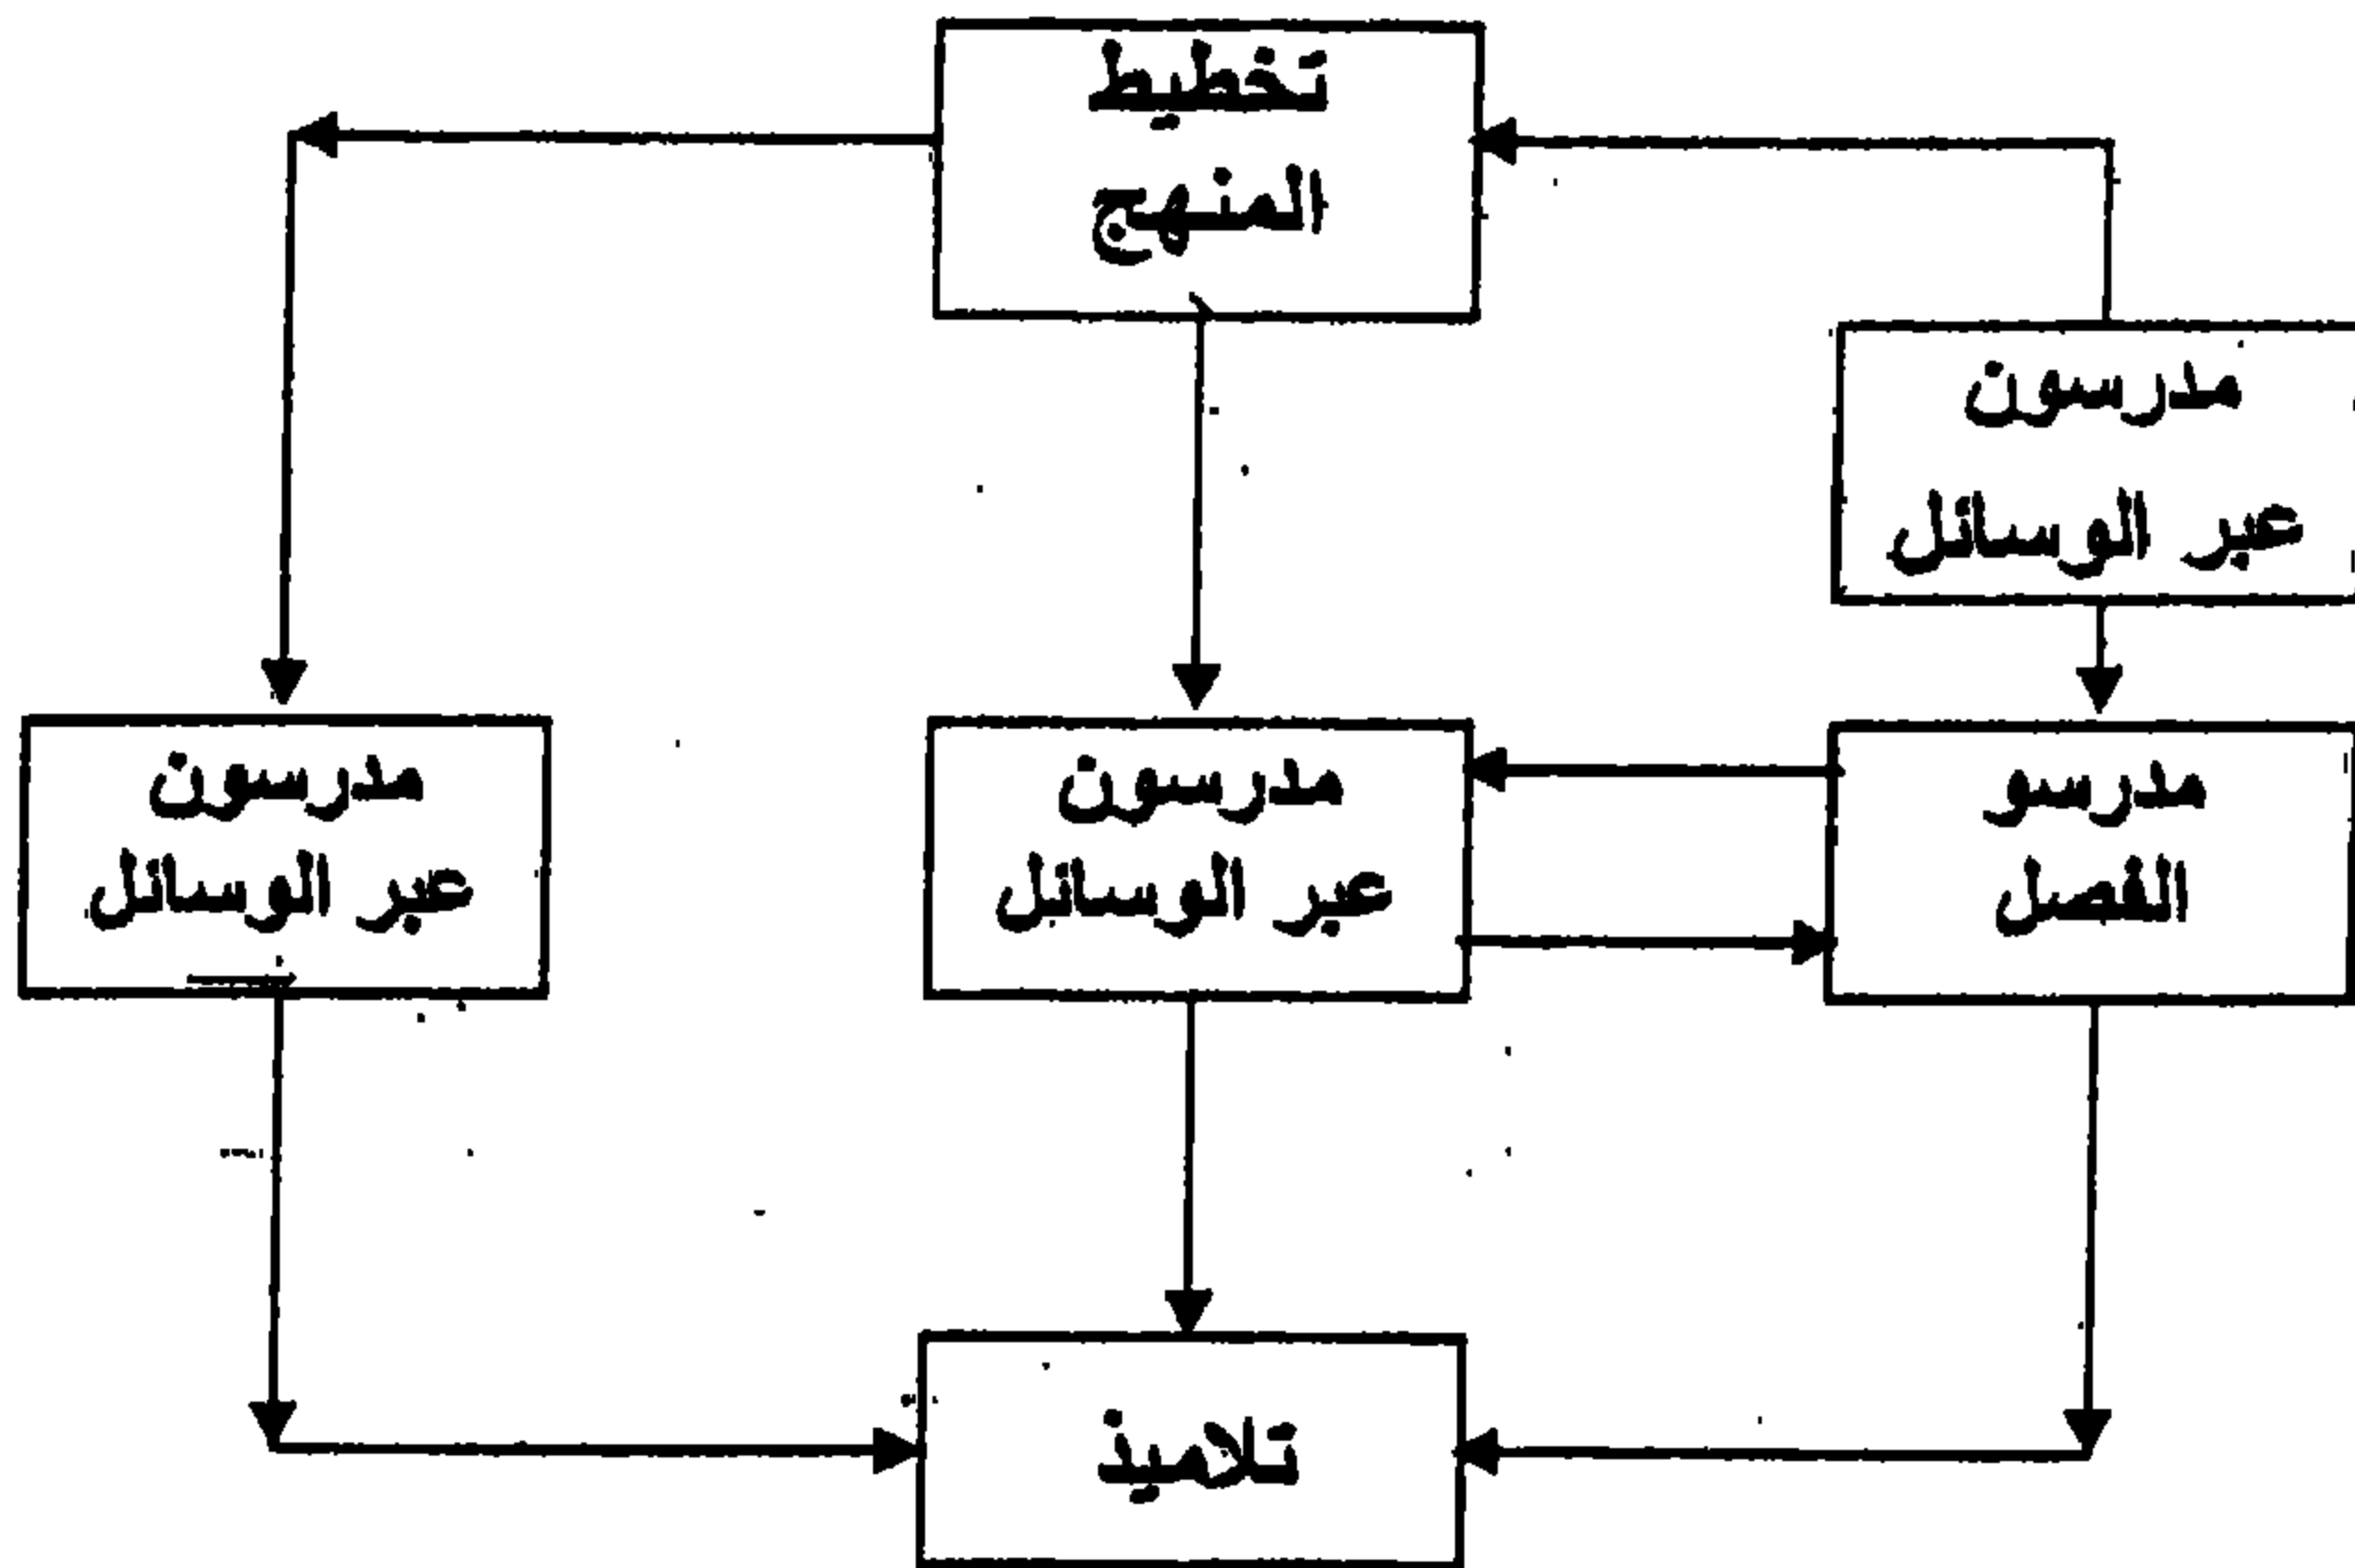 تخطيط
المنهج
مدرسون
عبر الوسائل
مدرسو
الفصل
مدرسون
عبر الوسائل
مدرسون
عبر الوسائل
تلاميذ